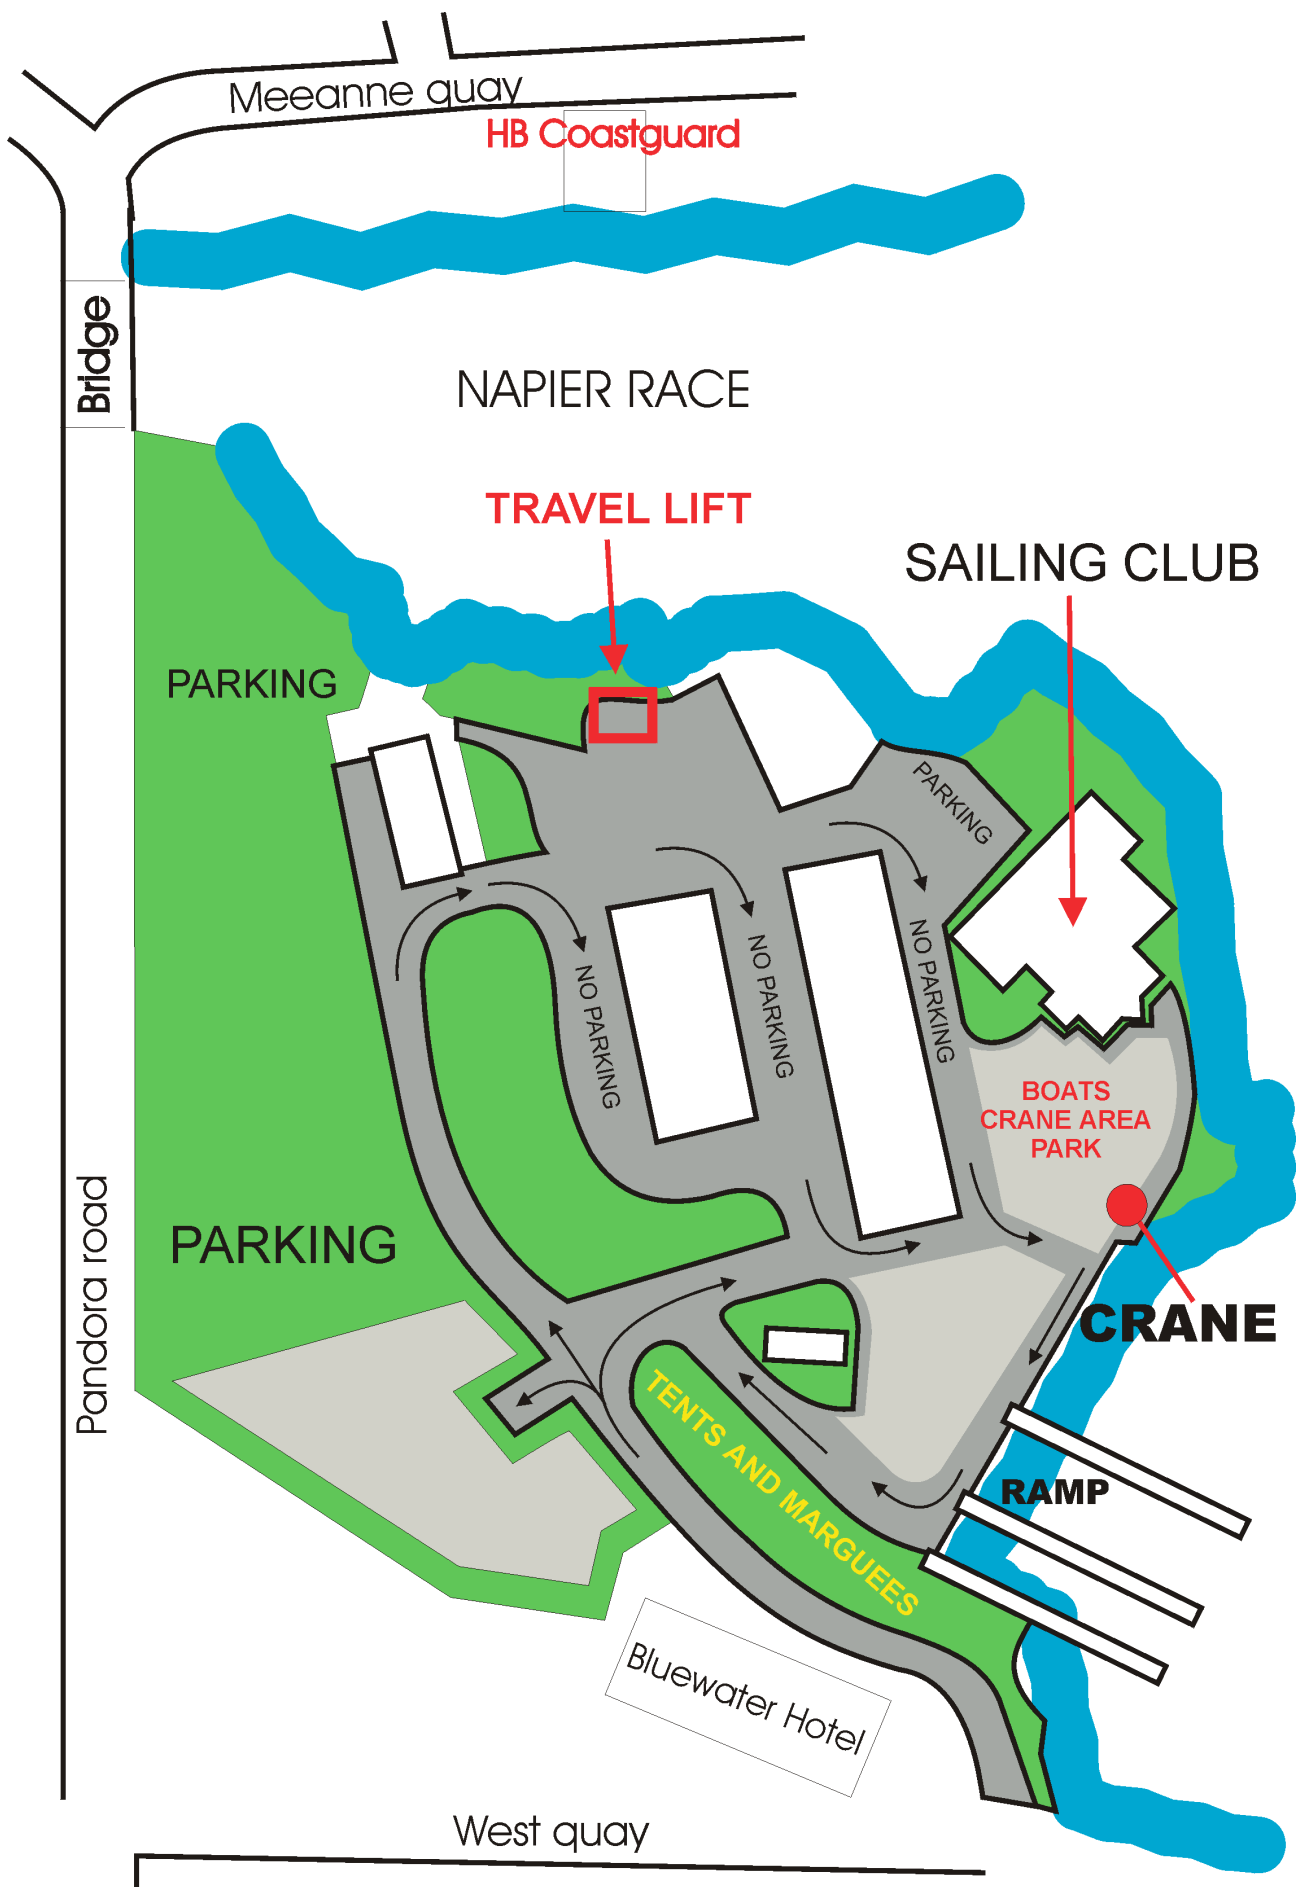 Meeanne quay
HB Coastguard
Bridge
NAPIER RACE
TRAVEL LIFT
SAILING CLUB
PARKING
PARKING
NO PARKING
NO PARKING
NO PARKING
BOATS
CRANE AREA
PARK
PARKING
Pandora road
CRANE
TENTS AND MARGUEES
RAMP
Bluewater Hotel
West quay